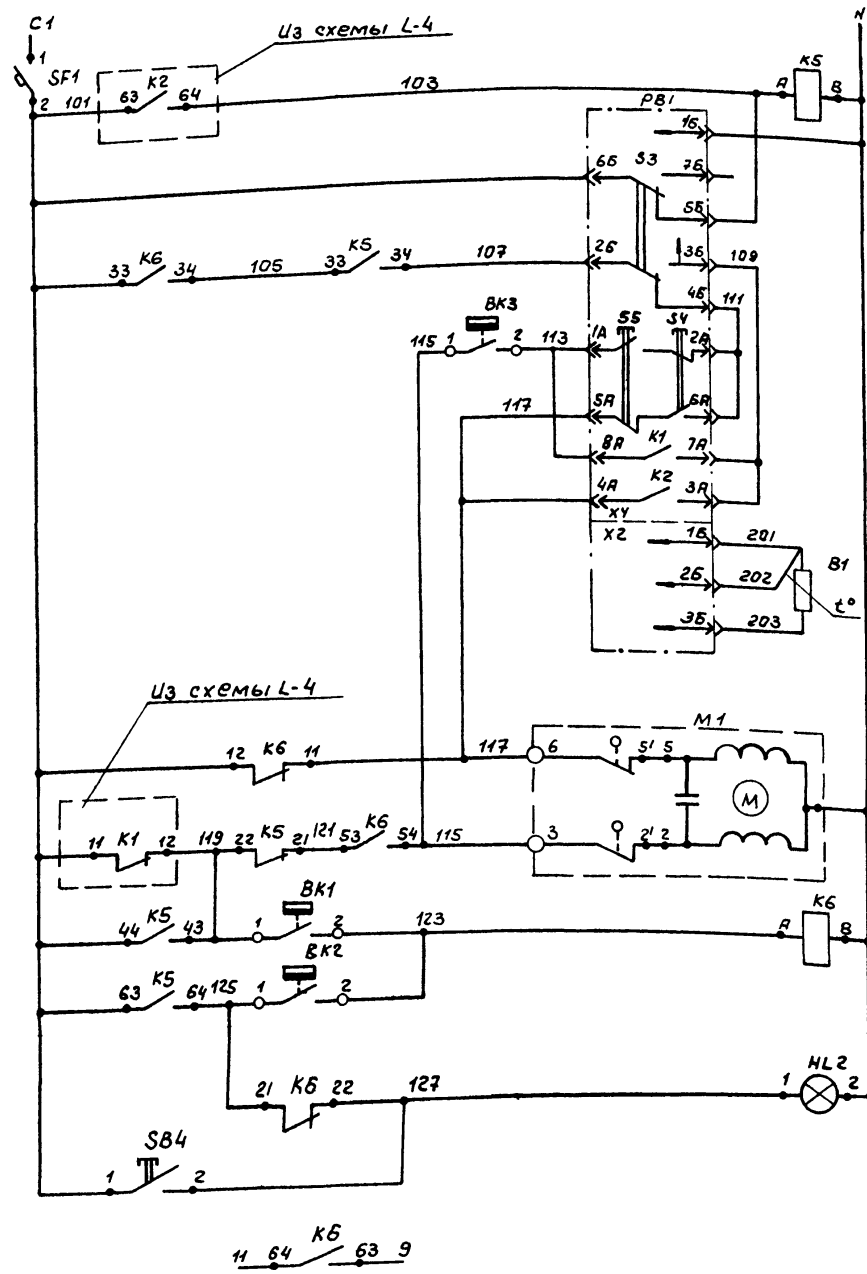 C1 N
Из схемы L-4
1
SF1 K2 K5
2 101 63 64 103 A B
PB1
1Б
6Б S3 7Б
5Б
K6 K5
33 34 105 33 34 107 2Б 3Б 109
4Б 111
BK3 S5 S4
115 1 2 113 1A 2A
117 5A 6A
8A K1 7A
4A K2 3A
X4
X2 1Б 201
2Б 202 B1
t°
3Б 203
Из схемы L-4
M1
12 K6 11 117 6 5' 5
M
11 K1 12 119 22 K5 21 121 53 K6 54 115 3 2' 2
BK1 K6
44 K5 43 1 2 123 A B
BK2
63 K5 64 125 1 2
HL2
21 K6 22 127 1 2
SB4
1 2
K6
11 64 63 9